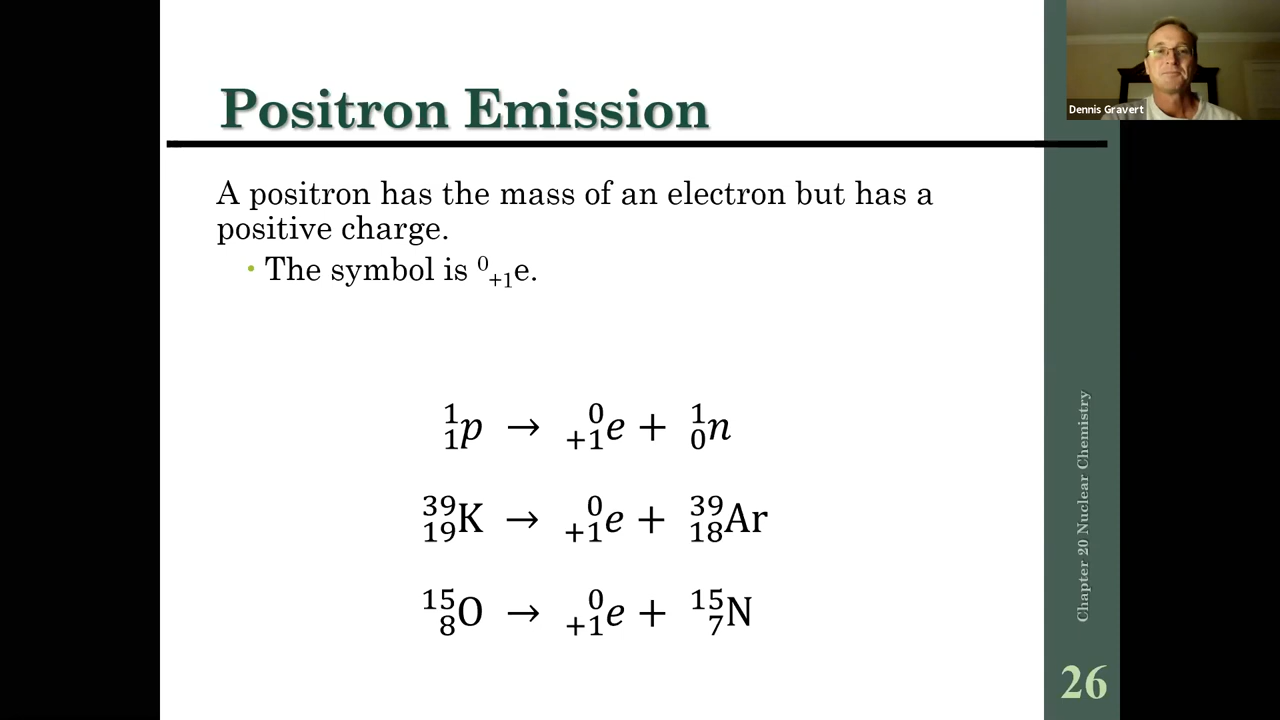 Positron Emission
Dennis Gravert
A positron has the mass of an electron but has a
positive charge.
• The symbol is ⁰₊₁e.
¹₁p → ⁰₊₁e + ¹₀n
³⁹₁₉K → ⁰₊₁e + ³⁹₁₈Ar
¹⁵₈O → ⁰₊₁e + ¹⁵₇N
Chapter 20 Nuclear Chemistry
26